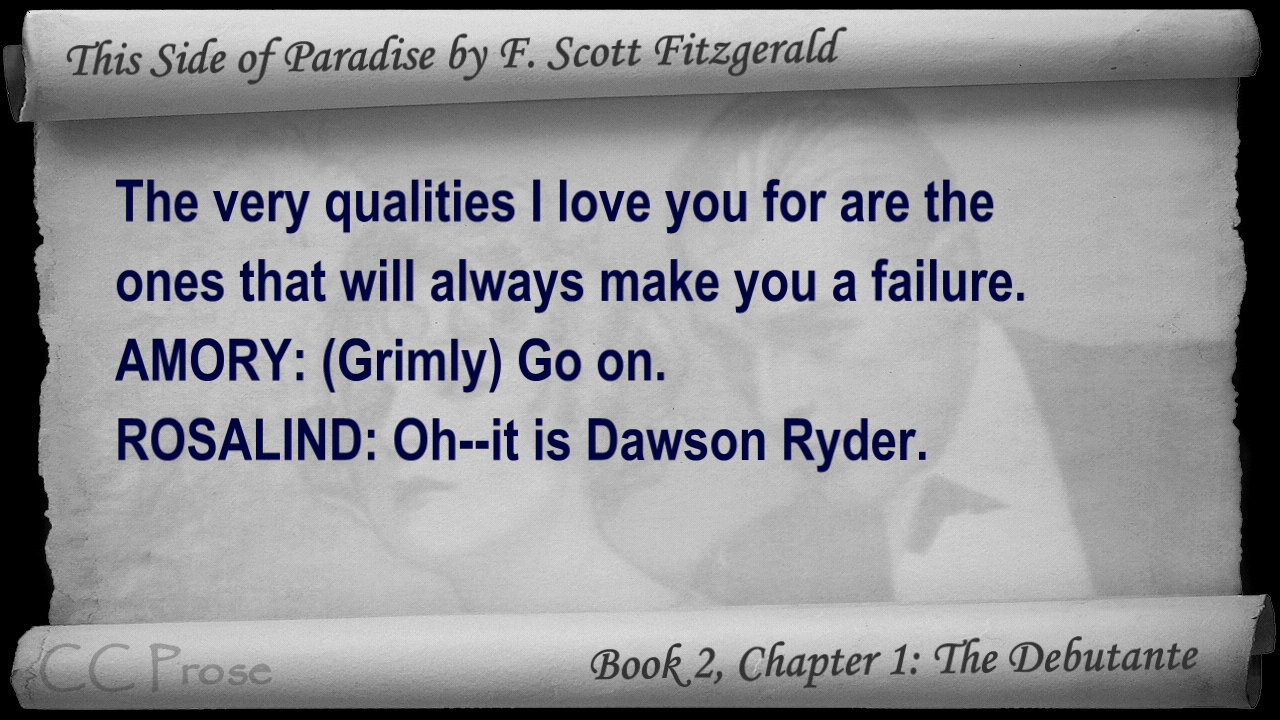 This Side of Paradise by F. Scott Fitzgerald
The very qualities I love you for are the
ones that will always make you a failure.
AMORY: (Grimly) Go on.
ROSALIND: Oh--it is Dawson Ryder.
CC Prose
Book 2, Chapter 1: The Debutante